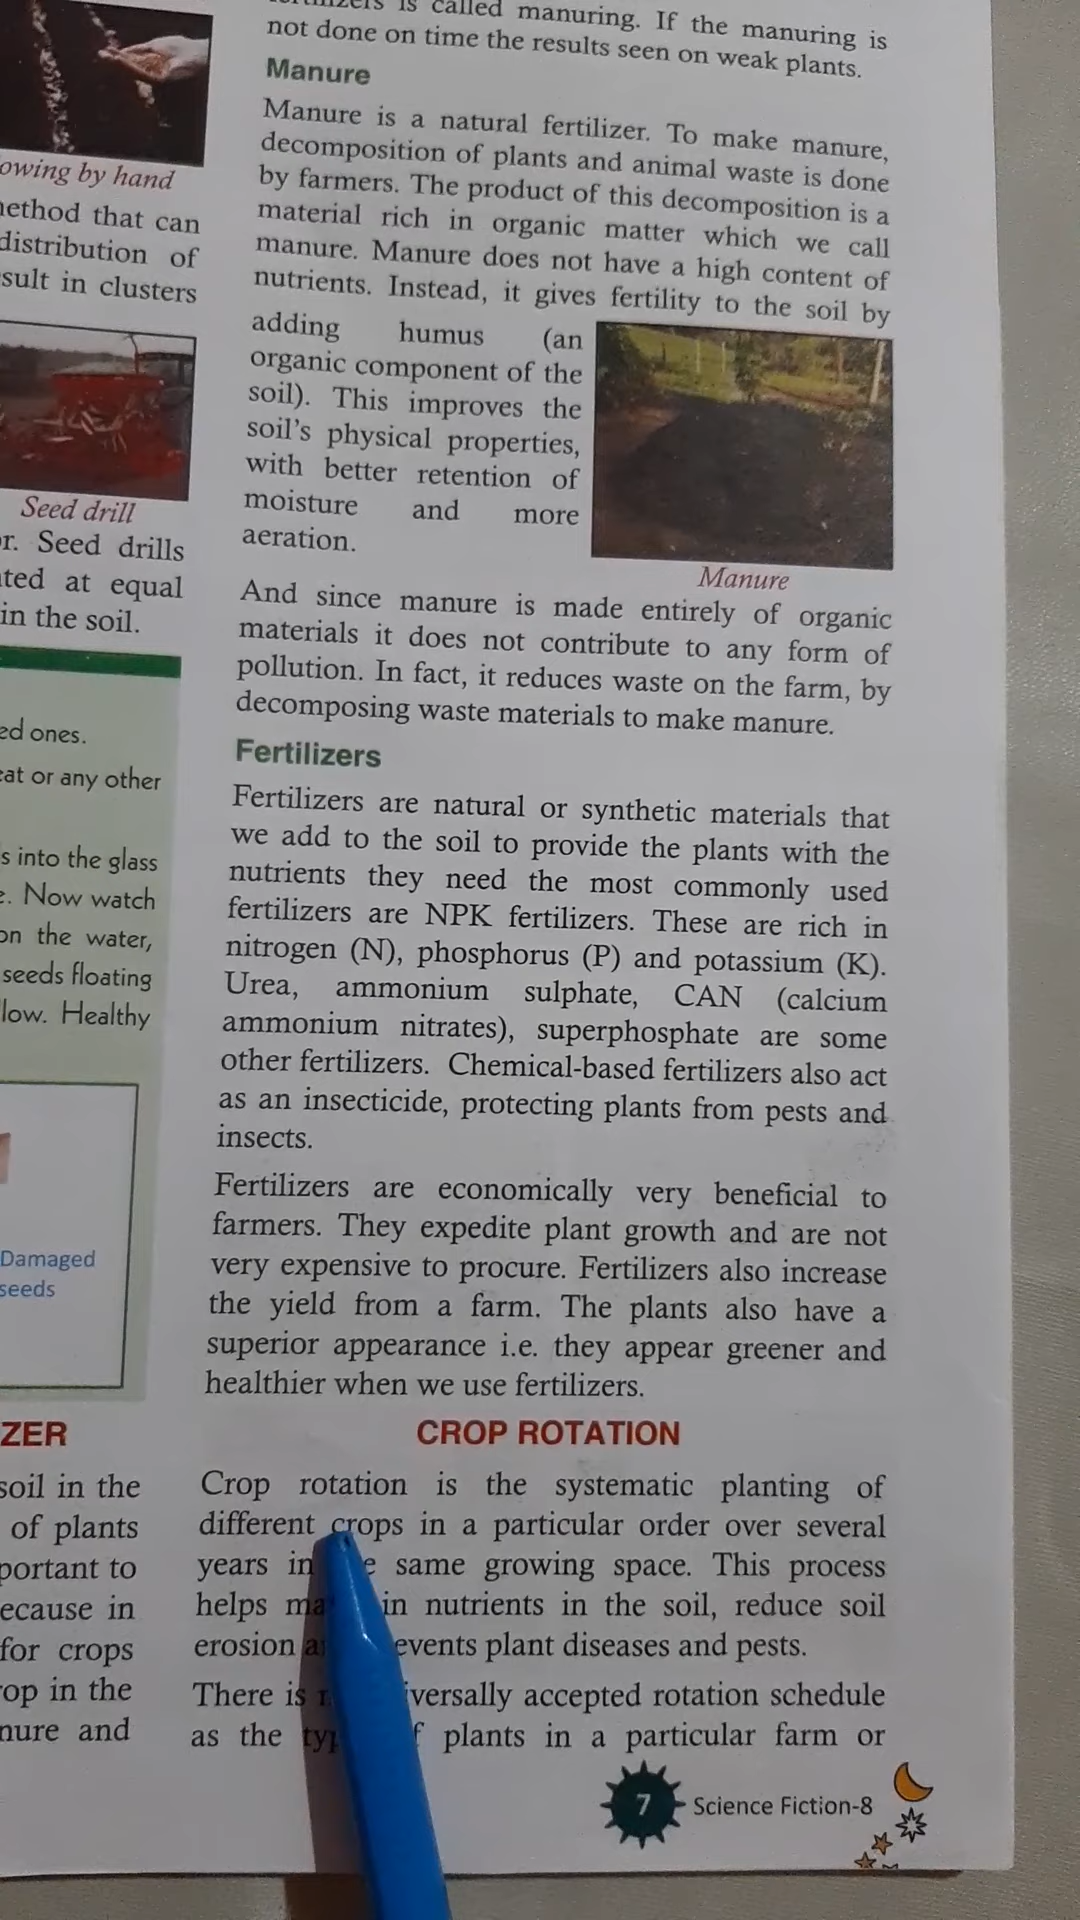 is called manuring. If the manuring is
not done on time the results seen on weak plants.
Manure
Manure is a natural fertilizer. To make manure,
decomposition of plants and animal waste is done
by farmers. The product of this decomposition is a
material rich in organic matter which we call
manure. Manure does not have a high content of
nutrients. Instead, it gives fertility to the soil by
adding humus (an
organic component of the
soil). This improves the
soil's physical properties,
with better retention of
moisture and more
aeration.
Manure
And since manure is made entirely of organic
materials it does not contribute to any form of
pollution. In fact, it reduces waste on the farm, by
decomposing waste materials to make manure.
Fertilizers
Fertilizers are natural or synthetic materials that
we add to the soil to provide the plants with the
nutrients they need the most commonly used
fertilizers are NPK fertilizers. These are rich in
nitrogen (N), phosphorus (P) and potassium (K).
Urea, ammonium sulphate, CAN (calcium
ammonium nitrates), superphosphate are some
other fertilizers. Chemical-based fertilizers also act
as an insecticide, protecting plants from pests and
insects.
Fertilizers are economically very beneficial to
farmers. They expedite plant growth and are not
very expensive to procure. Fertilizers also increase
the yield from a farm. The plants also have a
superior appearance i.e. they appear greener and
healthier when we use fertilizers.
CROP ROTATION
Crop rotation is the systematic planting of
different crops in a particular order over several
years in same growing space. This process
helps in nutrients in the soil, reduce soil
erosion plant diseases and pests.
There is accepted rotation schedule
as the plants in a particular farm or
7 Science Fiction-8
by hand
that can
distribution of
in clusters
Seed drill
Seed drills
at equal
in the soil.
ones.
or any other
into the glass
Now watch
the water,
seeds floating
Healthy
Damaged
seeds
soil in the
of plants
to
in
for crops
in the
and